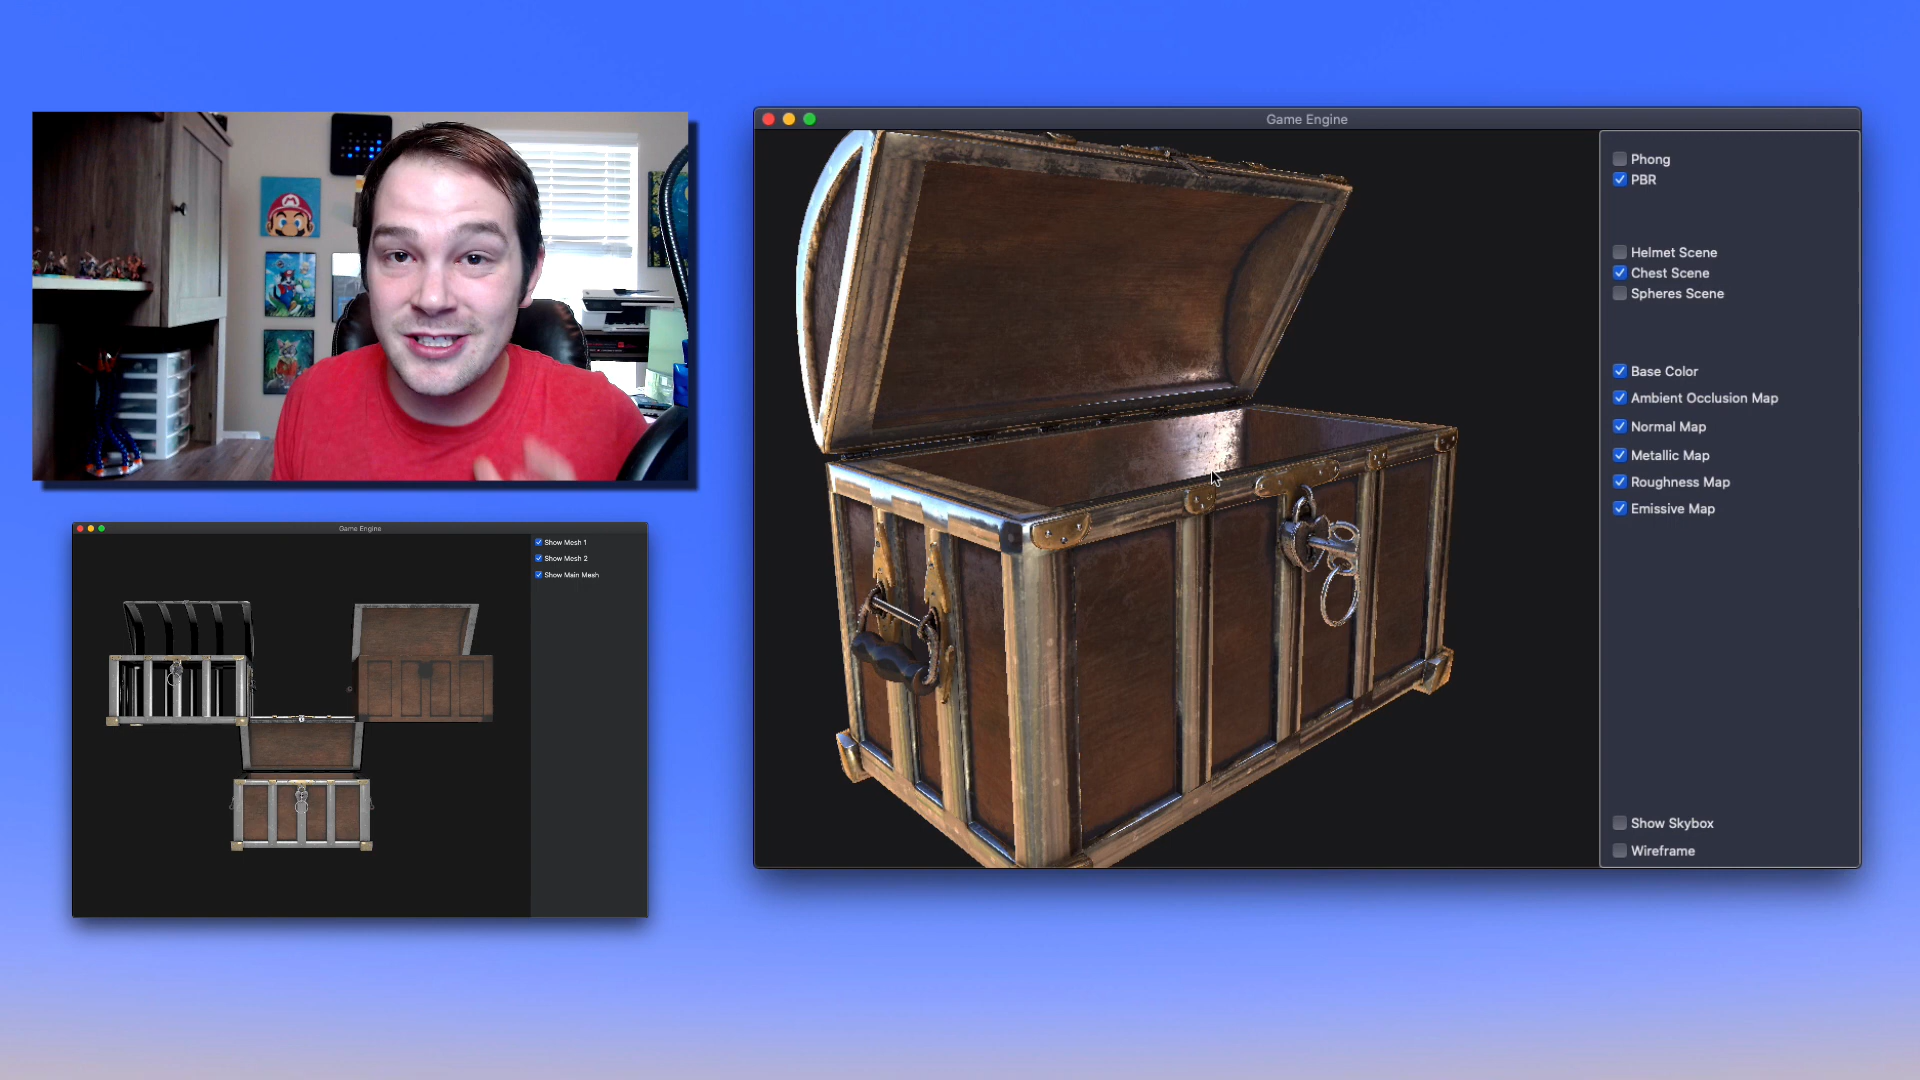 Game Engine
Phong
PBR
Helmet Scene
Chest Scene
Spheres Scene
Base Color
Ambient Occlusion Map
Normal Map
Metallic Map
Roughness Map
Emissive Map
Show Skybox
Wireframe
Game Engine
Show Mesh 1
Show Mesh 2
Show Main Mesh